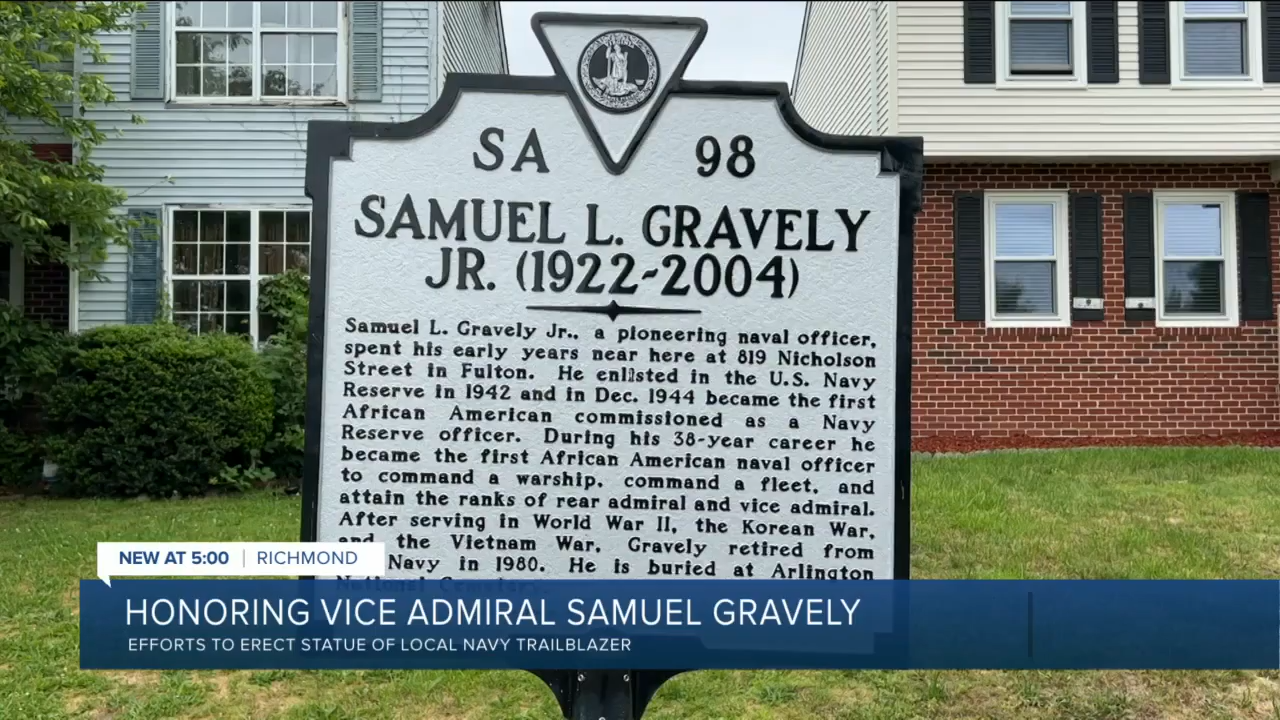 SA 98
SAMUEL L. GRAVELY
JR. (1922-2004)
Samuel L. Gravely Jr., a pioneering naval officer,
spent his early years near here at 819 Nicholson
Street in Fulton. He enlisted in the U.S. Navy
Reserve in 1942 and in Dec. 1944 became the first
African American commissioned as a Navy
Reserve officer. During his 38-year career he
became the first African American naval officer
to command a warship, command a fleet, and
attain the ranks of rear admiral and vice admiral.
After serving in World War II, the Korean War,
and the Vietnam War, Gravely retired from
Navy in 1980. He is buried at Arlington
National Cemetery.
NEW AT 5:00 | RICHMOND
HONORING VICE ADMIRAL SAMUEL GRAVELY
EFFORTS TO ERECT STATUE OF LOCAL NAVY TRAILBLAZER